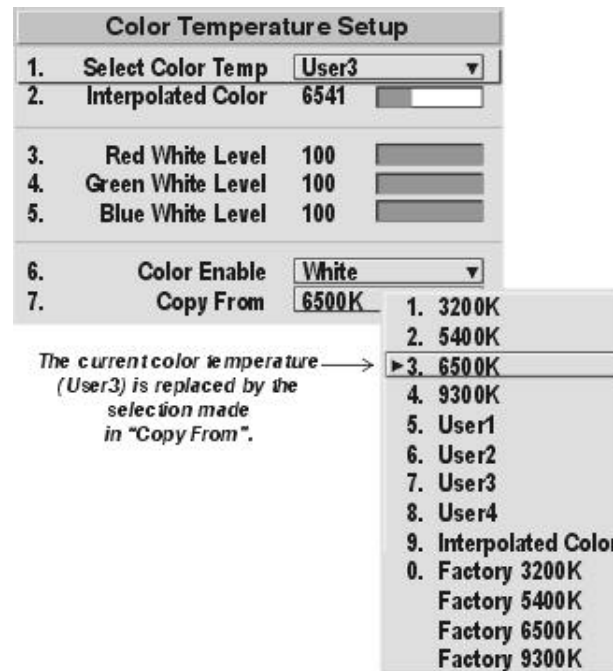 Color Temperature Setup
1. Select Color Temp User3
2. Interpolated Color 6541
3. Red White Level 100
4. Green White Level 100
5. Blue White Level 100
6. Color Enable White
7. Copy From 6500K
The current color temperature
(User3) is replaced by the
selection made
in "Copy From".
1. 3200K
2. 5400K
3. 6500K
4. 9300K
5. User1
6. User2
7. User3
8. User4
9. Interpolated Color
0. Factory 3200K
Factory 5400K
Factory 6500K
Factory 9300K